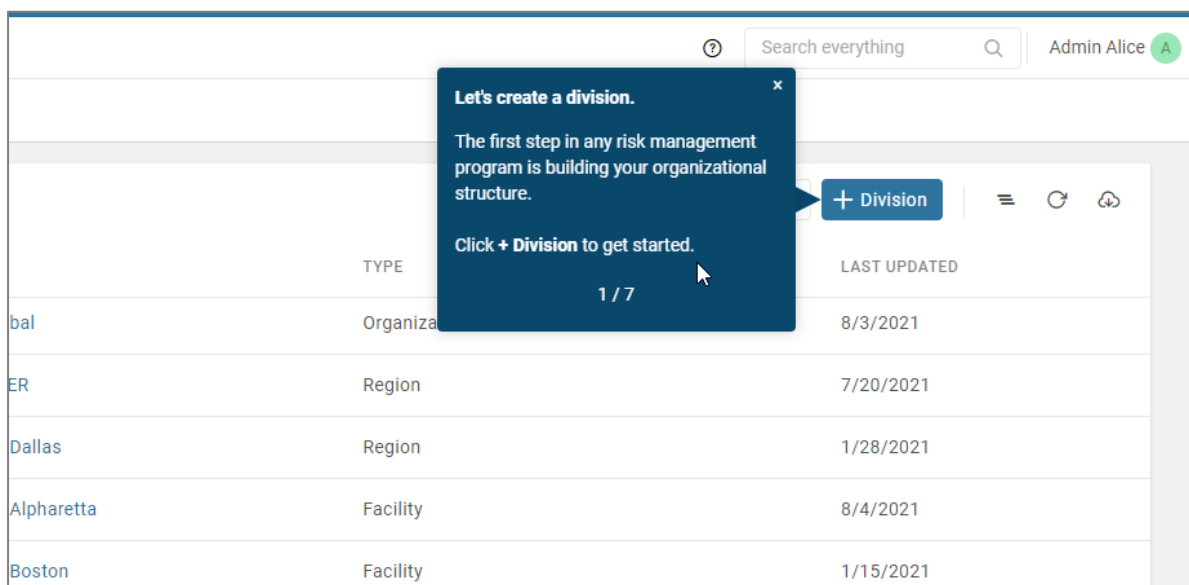 Search everything
Admin Alice A
Let's create a division. x
The first step in any risk management
program is building your organizational
structure.
+ Division
Click + Division to get started.
1 / 7
TYPE
LAST UPDATED
bal
Organiza
8/3/2021
ER
Region
7/20/2021
Dallas
Region
1/28/2021
Alpharetta
Facility
8/4/2021
Boston
Facility
1/15/2021